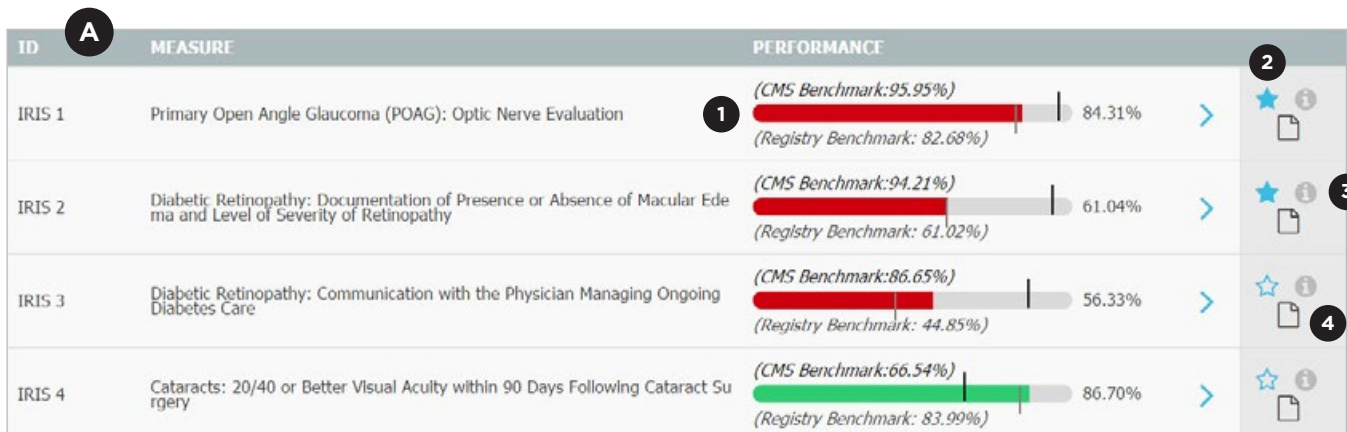 A
ID MEASURE PERFORMANCE
2
(CMS Benchmark:95.95%)
IRIS 1 Primary Open Angle Glaucoma (POAG): Optic Nerve Evaluation 1 84.31%
(Registry Benchmark: 82.68%)
(CMS Benchmark:94.21%)
IRIS 2 Diabetic Retinopathy: Documentation of Presence or Absence of Macular Ede
ma and Level of Severity of Retinopathy 61.04% 3
(Registry Benchmark: 61.02%)
(CMS Benchmark:86.65%)
IRIS 3 Diabetic Retinopathy: Communication with the Physician Managing Ongoing
Diabetes Care 56.33%
(Registry Benchmark: 44.85%) 4
(CMS Benchmark:66.54%)
IRIS 4 Cataracts: 20/40 or Better Visual Acuity within 90 Days Following Cataract Su
rgery 86.70%
(Registry Benchmark: 83.99%)